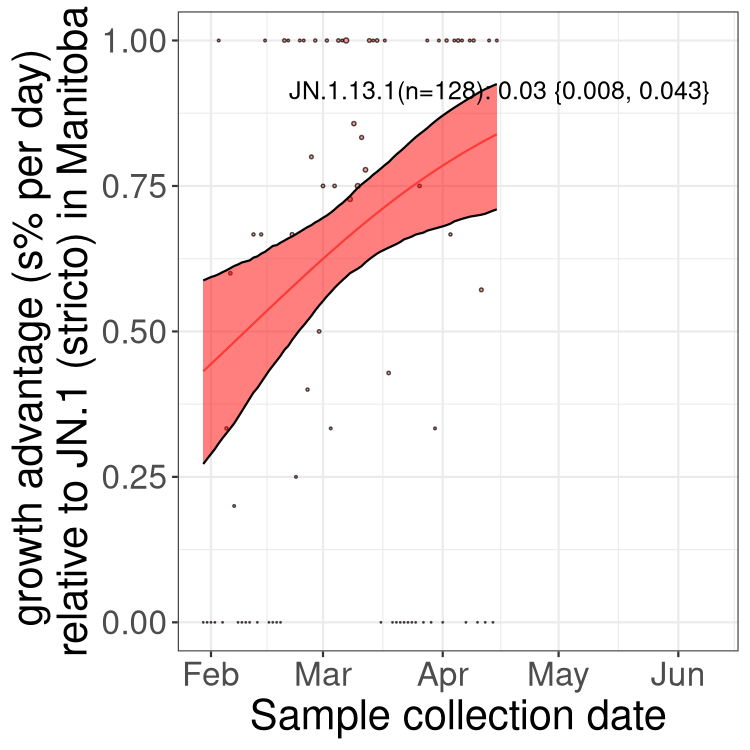 growth advantage (s% per day)
relative to JN.1 (stricto) in Manitoba
1.00
0.75
0.50
0.25
0.00
JN.1.13.1(n=128): 0.03 {0.008, 0.043}
Feb Mar Apr May Jun
Sample collection date